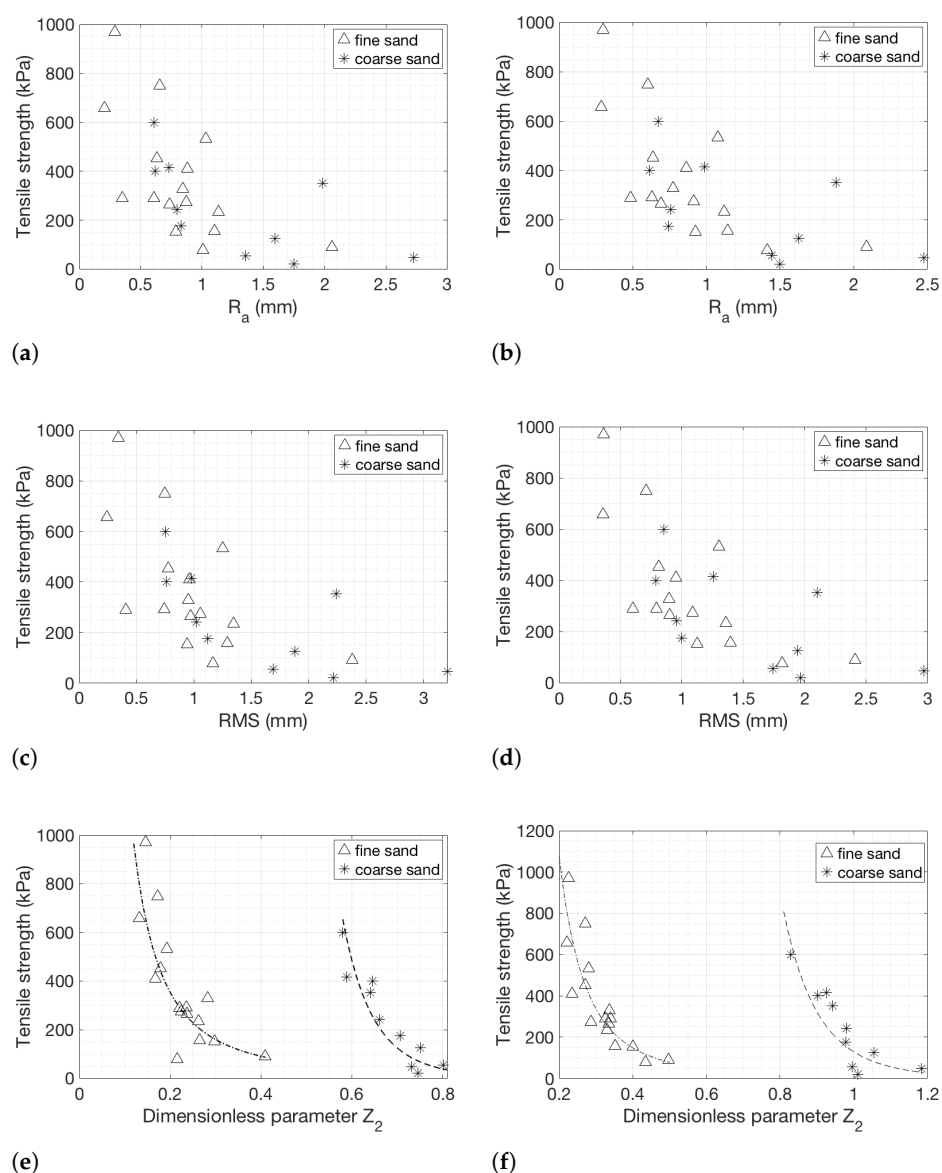 1000
800
600
400
200
0
Tensile strength (kPa)
fine sand
coarse sand
0 0.5 1 1.5 2 2.5 3
R_a (mm)
(a)
1000
800
600
400
200
0
Tensile strength (kPa)
fine sand
coarse sand
0 0.5 1 1.5 2 2.5
R_a (mm)
(b)
1000
800
600
400
200
0
Tensile strength (kPa)
fine sand
coarse sand
0 0.5 1 1.5 2 2.5 3
RMS (mm)
(c)
1000
800
600
400
200
0
Tensile strength (kPa)
fine sand
coarse sand
0 0.5 1 1.5 2 2.5 3
RMS (mm)
(d)
1000
800
600
400
200
0
Tensile strength (kPa)
fine sand
coarse sand
0 0.2 0.4 0.6 0.8
Dimensionless parameter Z_2
(e)
1200
1000
800
600
400
200
0
Tensile strength (kPa)
fine sand
coarse sand
0.2 0.4 0.6 0.8 1 1.2
Dimensionless parameter Z_2
(f)